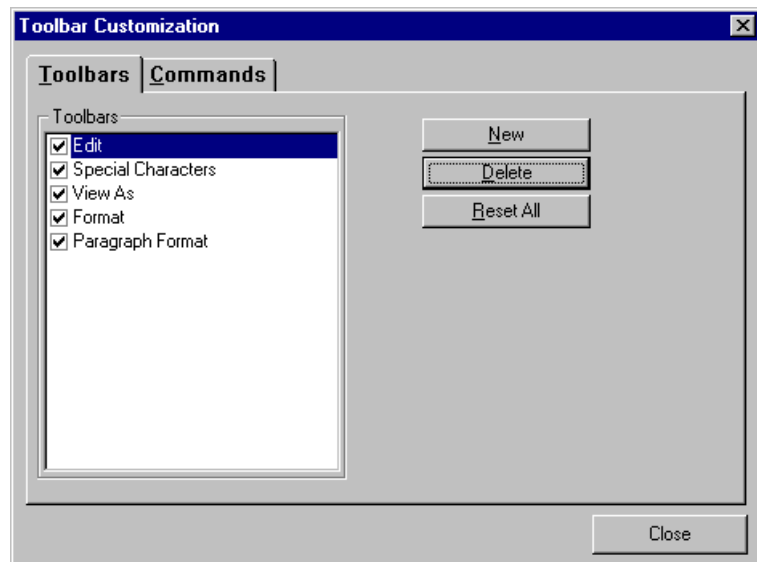 Toolbar Customization
Toolbars Commands
Toolbars
Edit
Special Characters
View As
Format
Paragraph Format
New
Delete
Reset All
Close